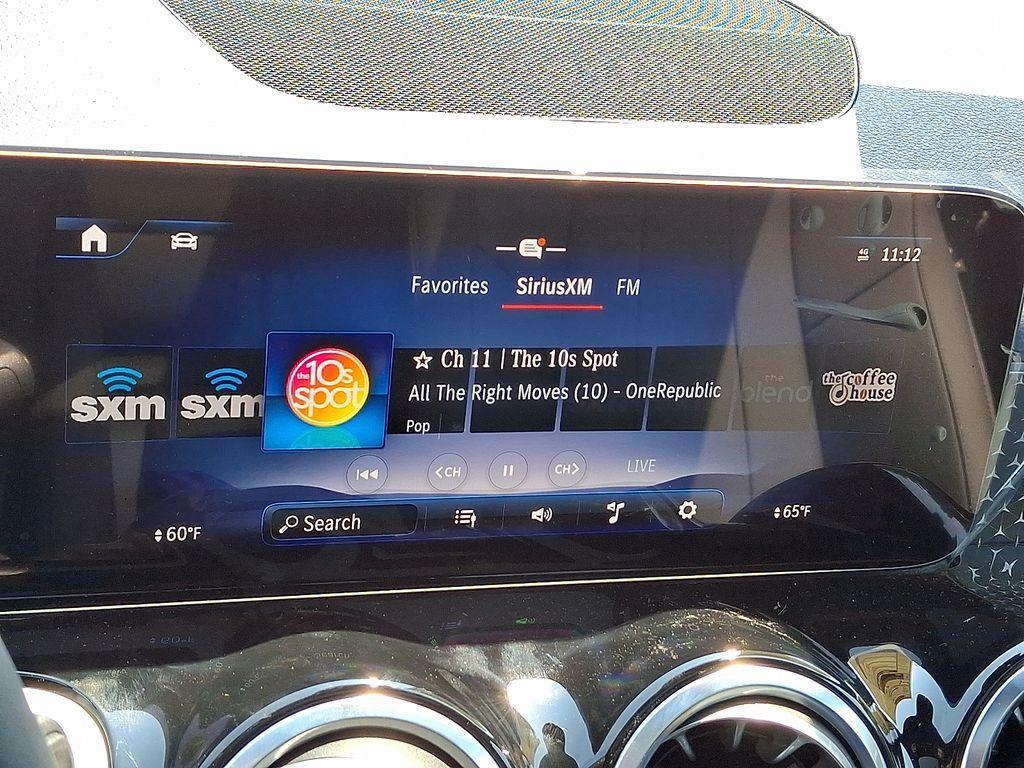 4G 11:12
Favorites SiriusXM FM
sxm
sxm
the 10s spot
Ch 11 | The 10s Spot
All The Right Moves (10) - OneRepublic
Pop
the blend
the coffee house
<CH
CH>
LIVE
Search
60°F
65°F